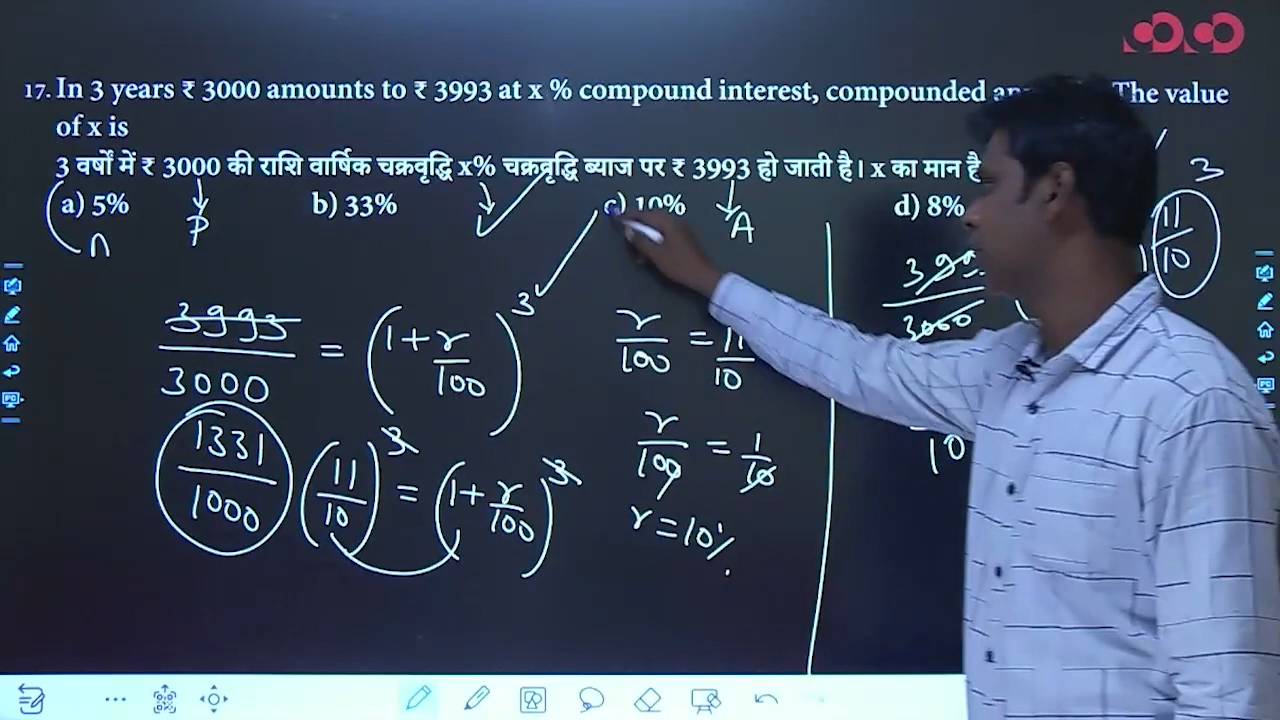 17. In 3 years ₹ 3000 amounts to ₹ 3993 at x % compound interest, compounded The value
of x is
3 वर्षों में ₹ 3000 की राशि वार्षिक चक्रवृद्धि x% चक्रवृद्धि ब्याज पर ₹ 3993 हो जाती है। x का मान है
a) 5% b) 33% c) 10% d) 8%
n P A
3993/3000 = (1 + r/100)^3
1331/1000 (11/10)^3 = (1 + r/100)^3
r/100 = 11/10
r/100 = 1/10
r = 10%
3000
10
3
11/10